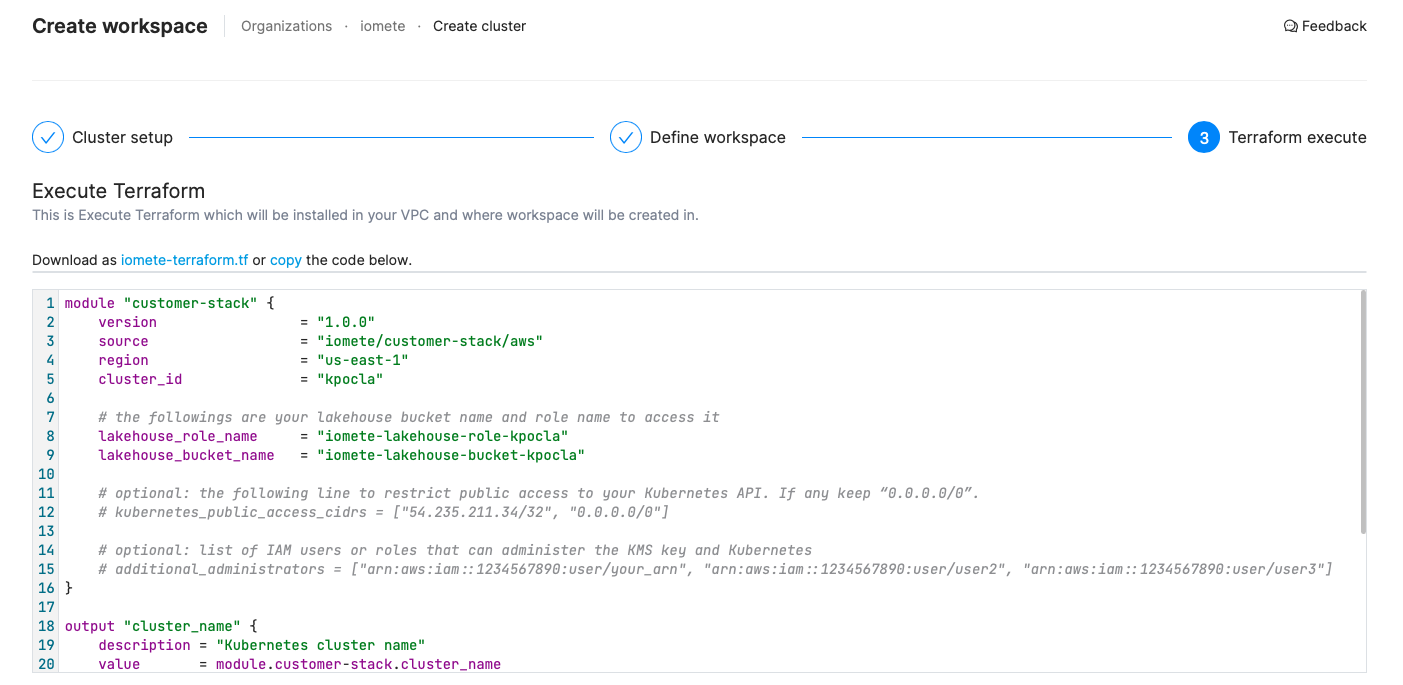 Create workspace Organizations · iomete · Create cluster Feedback
Cluster setup Define workspace 3 Terraform execute
Execute Terraform
This is Execute Terraform which will be installed in your VPC and where workspace will be created in.
Download as iomete-terraform.tf or copy the code below.
1 module "customer-stack" {
2     version                 = "1.0.0"
3     source                  = "iomete/customer-stack/aws"
4     region                  = "us-east-1"
5     cluster_id              = "kpocla"
6
7     # the followings are your lakehouse bucket name and role name to access it
8     lakehouse_role_name     = "iomete-lakehouse-role-kpocla"
9     lakehouse_bucket_name   = "iomete-lakehouse-bucket-kpocla"
10
11     # optional: the following line to restrict public access to your Kubernetes API. If any keep “0.0.0.0/0”.
12     # kubernetes_public_access_cidrs = ["54.235.211.34/32", "0.0.0.0/0"]
13
14     # optional: list of IAM users or roles that can administer the KMS key and Kubernetes
15     # additional_administrators = ["arn:aws:iam::1234567890:user/your_arn", "arn:aws:iam::1234567890:user/user2", "arn:aws:iam::1234567890:user/user3"]
16 }
17
18 output "cluster_name" {
19     description = "Kubernetes cluster name"
20     value       = module.customer-stack.cluster_name